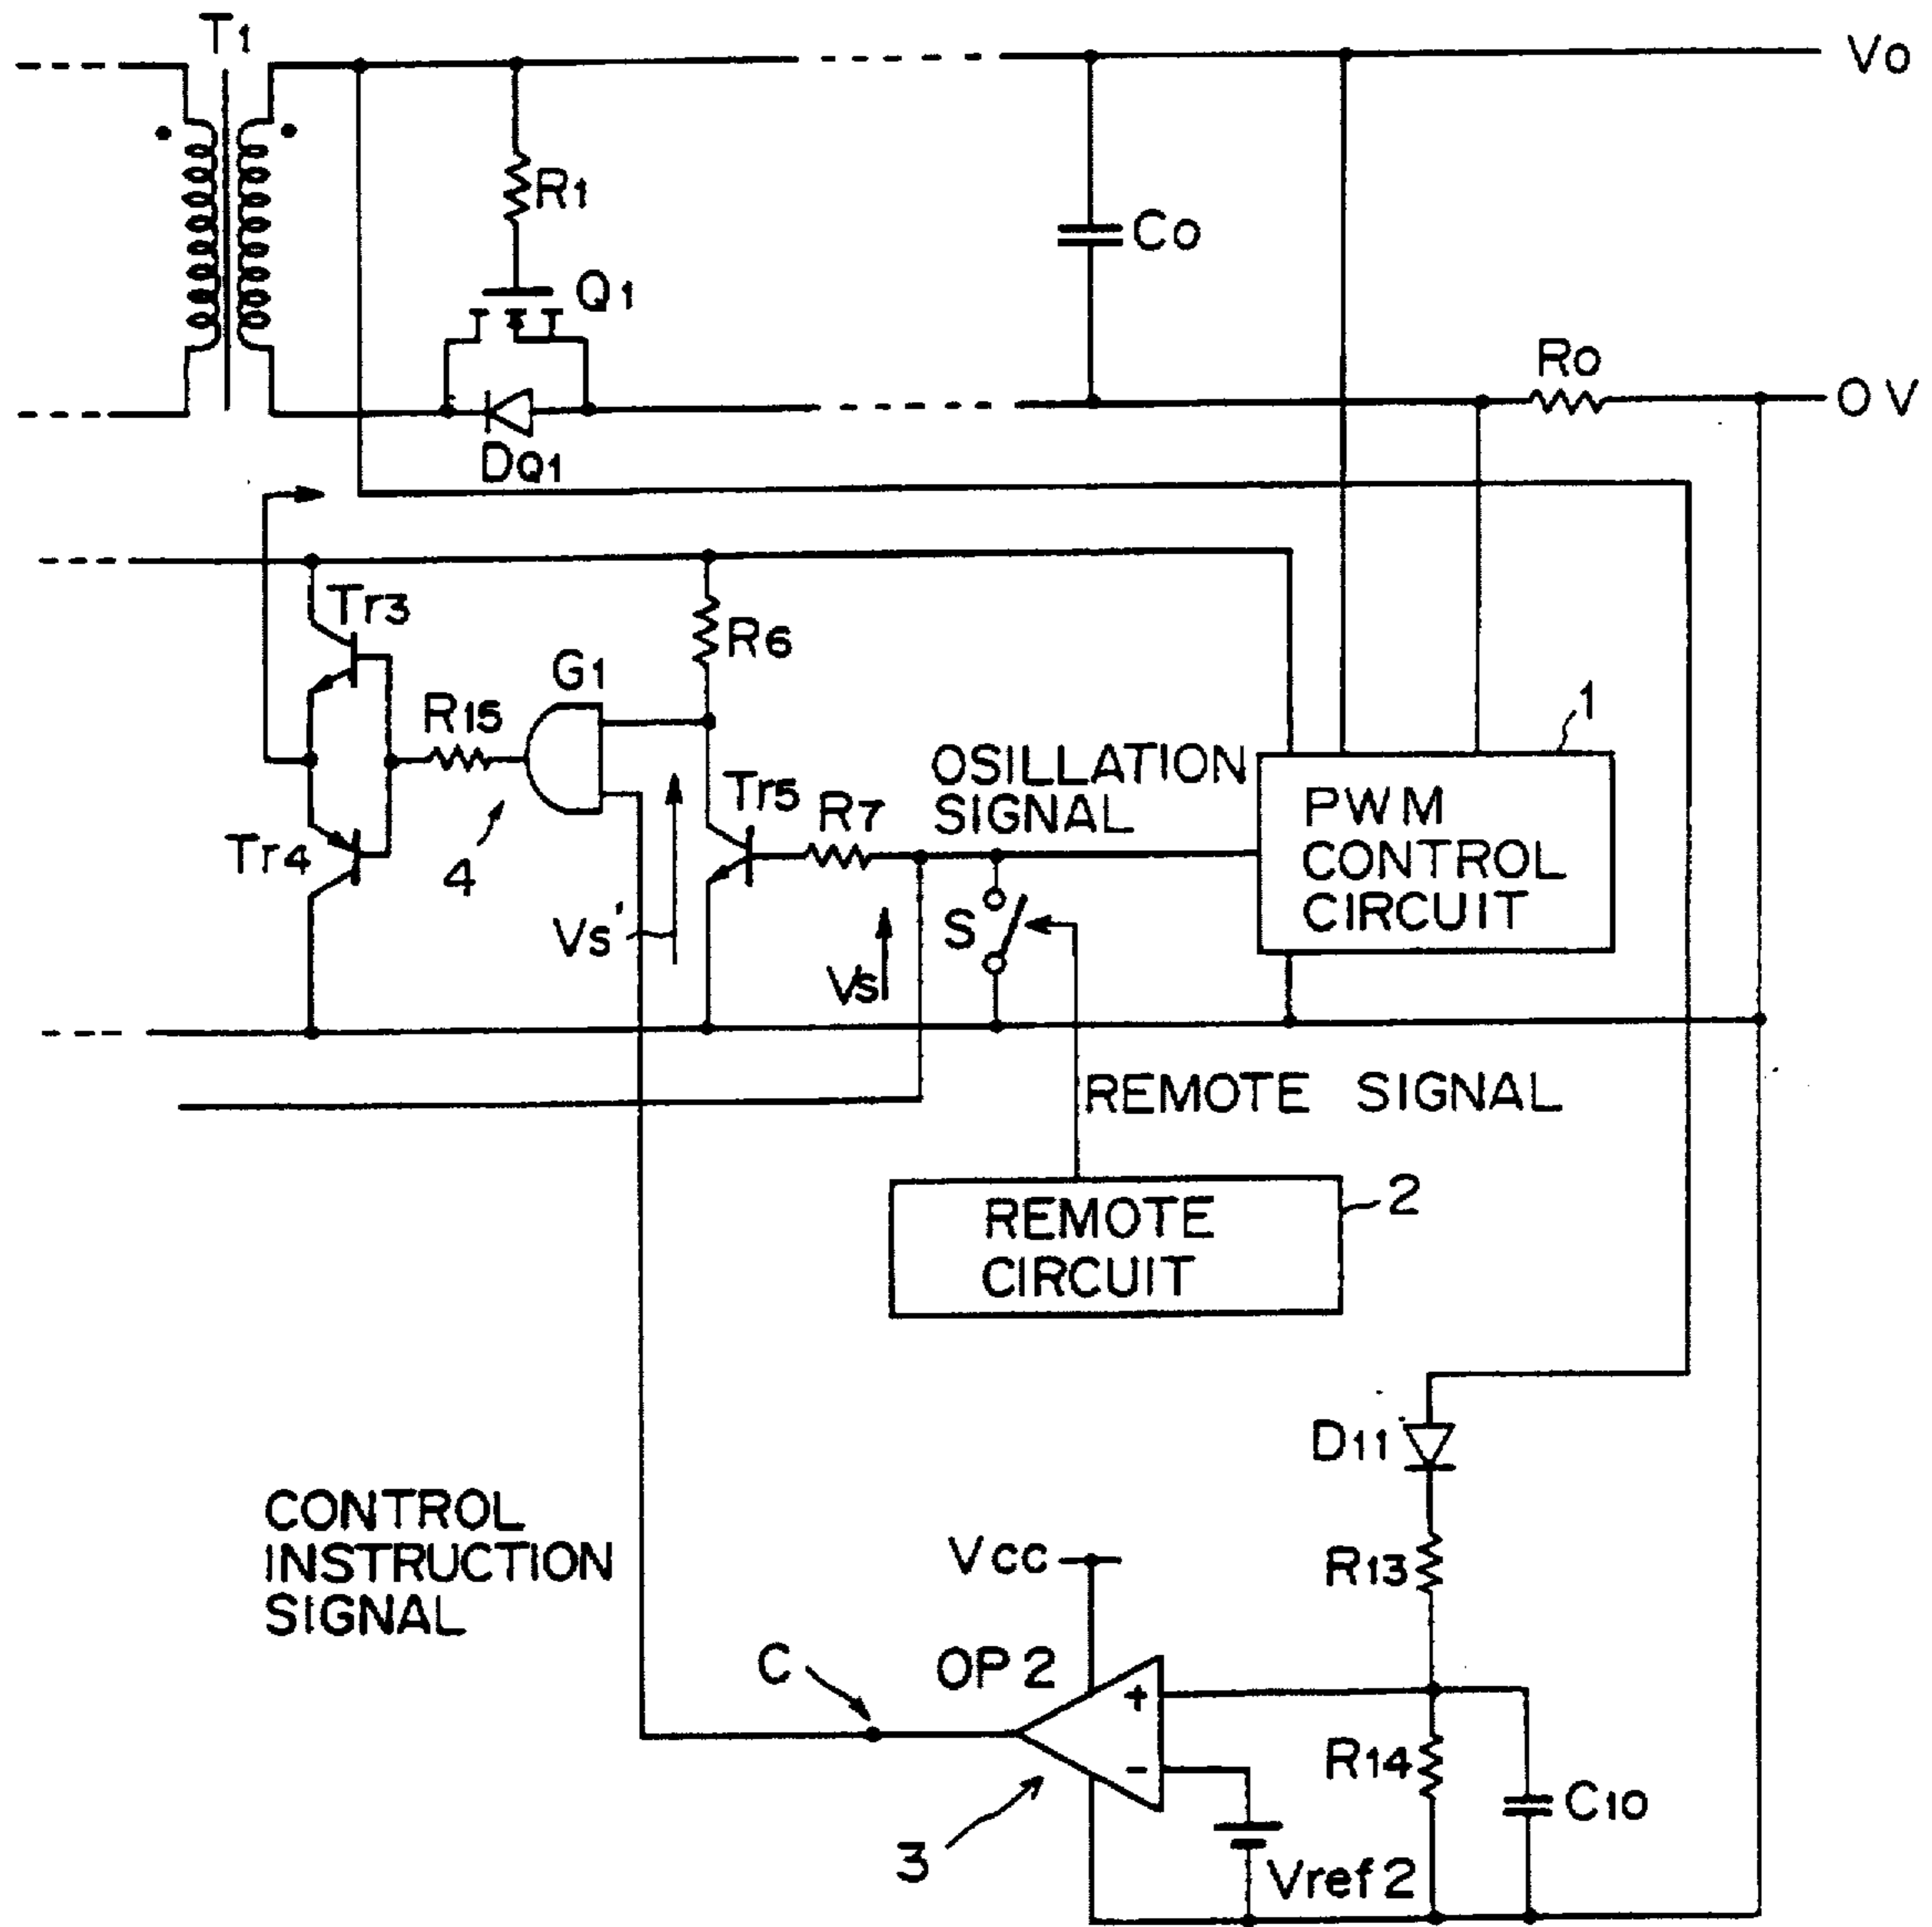 T1
Vo
R1
Co
Q1
Ro
0 V
DQ1
Tr3
R6
G1
R15
1
OSILLATION
SIGNAL
Tr5
R7
PWM
CONTROL
CIRCUIT
Tr4
4
Vs'
S
Vs
REMOTE SIGNAL
2
REMOTE
CIRCUIT
D11
CONTROL
INSTRUCTION
SIGNAL
Vcc
R13
C
OP2
+
R14
-
C10
3
Vref2